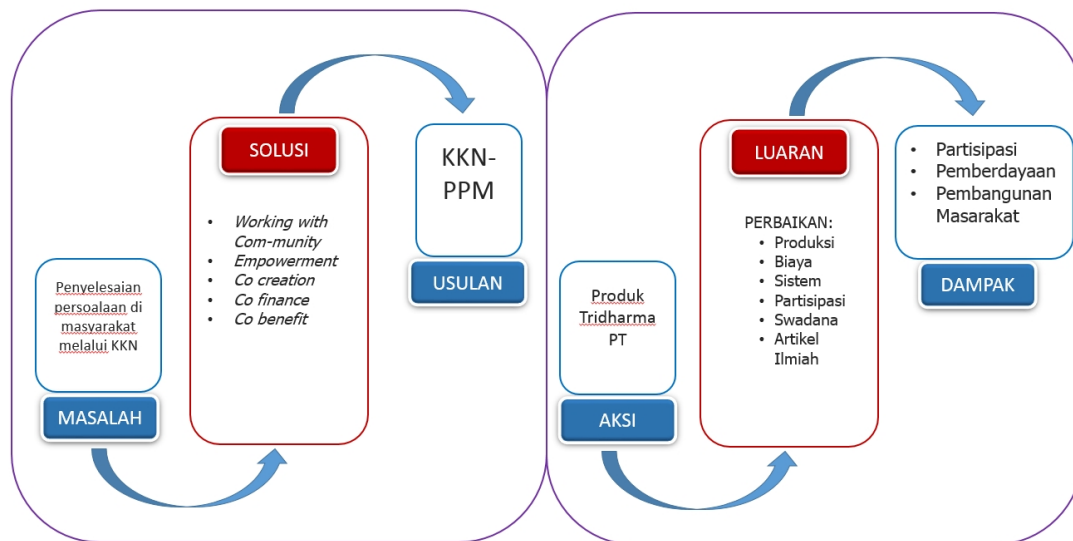 SOLUSI
• Working with
Com-munity
• Empowerment
• Co creation
• Co finance
• Co benefit
Penyelesaian
persoalaan di
masyarakat
melalui KKN
MASALAH
KKN-
PPM
USULAN
LUARAN
PERBAIKAN:
• Produksi
• Biaya
• Sistem
• Partisipasi
• Swadana
• Artikel
Ilmiah
Produk
Tridharma
PT
AKSI
• Partisipasi
• Pemberdayaan
• Pembangunan
Masarakat
DAMPAK